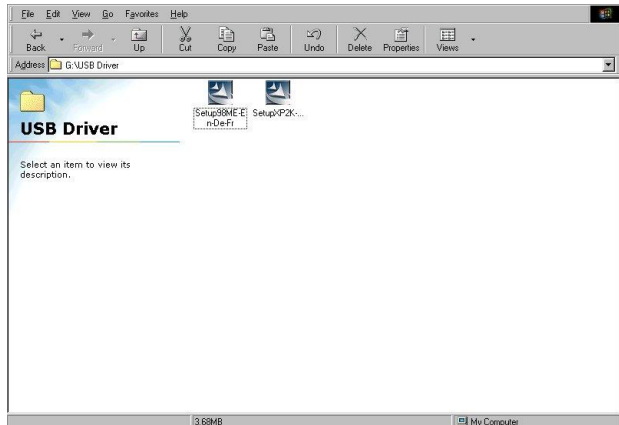 File Edit View Go Favorites Help
Back Forward Up Cut Copy Paste Undo Delete Properties Views
Address G:\USB Driver
Setup98ME-E
n-De-Fr
SetupXP2K-...
USB Driver
Select an item to view its
description.
3.68MB My Computer